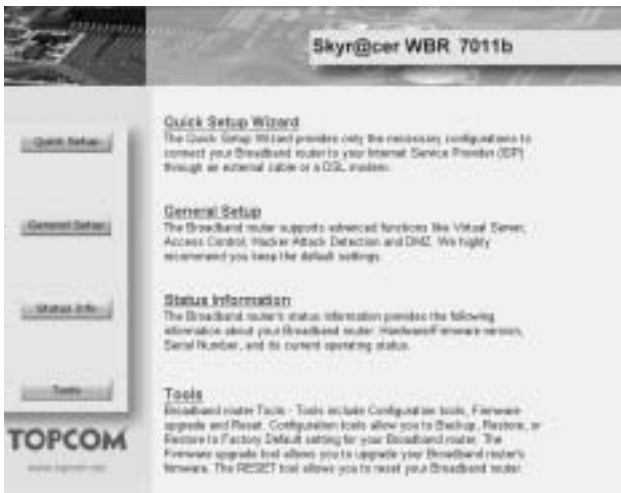 Skyr@cer WBR 7011b
Quick Setup
General Setup
Status Info
Tools
TOPCOM
www.topcom.net
Quick Setup Wizard
The Quick Setup Wizard provides only the necessary configurations to
connect your Broadband router to your Internet Service Provider (ISP)
through an external cable or a DSL modem.
General Setup
The Broadband router supports advanced functions like Virtual Server,
Access Control, Hacker Attack Detection and DMZ. We highly
recommend you keep the default settings.
Status Information
The Broadband router's status information provides the following
information about your Broadband router: Hardware/Firmware version,
Serial Number, and its current operating status.
Tools
Broadband router Tools - Tools include Configuration tools, Firmware
upgrade and Reset. Configuration tools allow you to Backup, Restore, or
Restore to Factory Default setting for your Broadband router. The
Firmware upgrade tool allows you to upgrade your Broadband router's
firmware. The RESET tool allows you to reset your Broadband router.